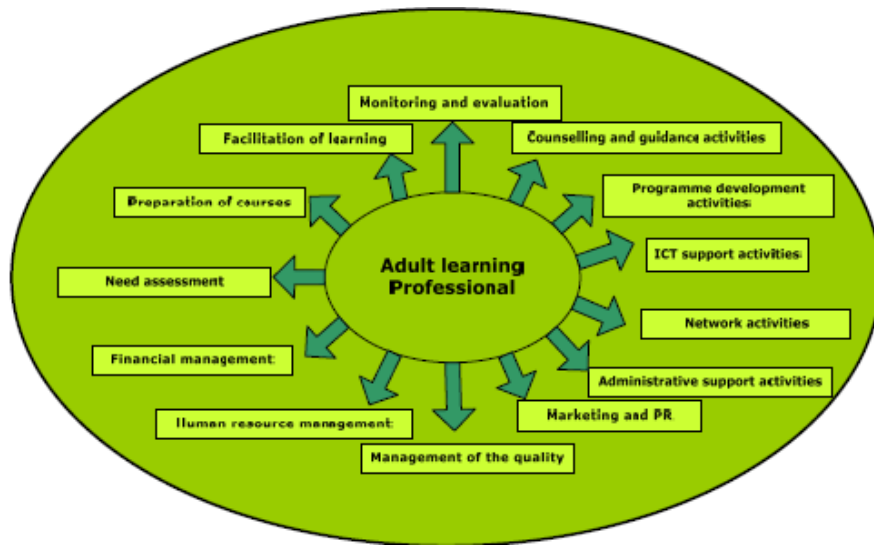 Monitoring and evaluation
Facilitation of learning
Counselling and guidance activities
Preparation of courses
Programme development
activities
ICT support activities
Adult learning
Professional
Need assessment
Network activities
Financial management
Administrative support activities
Human resource management
Marketing and PR
Management of the quality